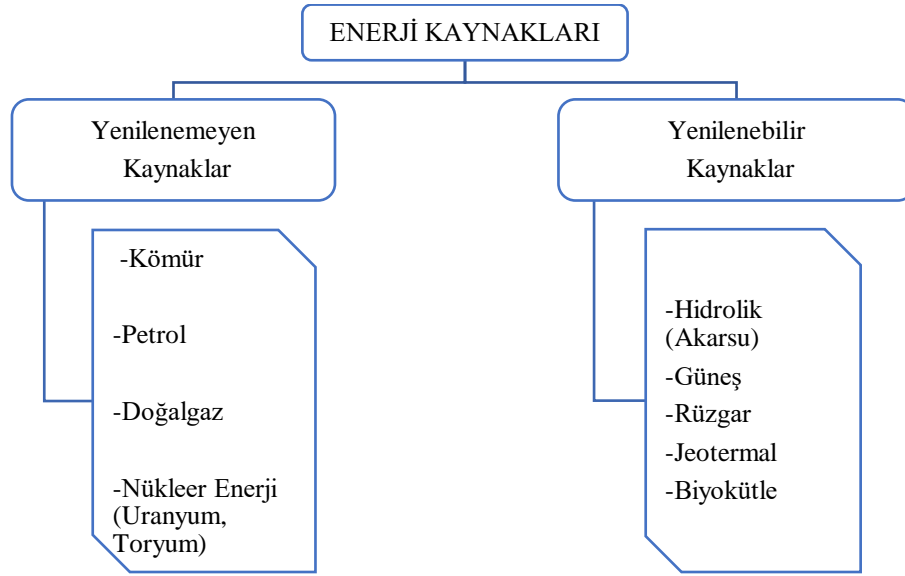 ENERJİ KAYNAKLARI
Yenilenemeyen
Kaynaklar
-Kömür
-Petrol
-Doğalgaz
-Nükleer Enerji
(Uranyum,
Toryum)
Yenilenebilir
Kaynaklar
-Hidrolik
(Akarsu)
-Güneş
-Rüzgar
-Jeotermal
-Biyokütle